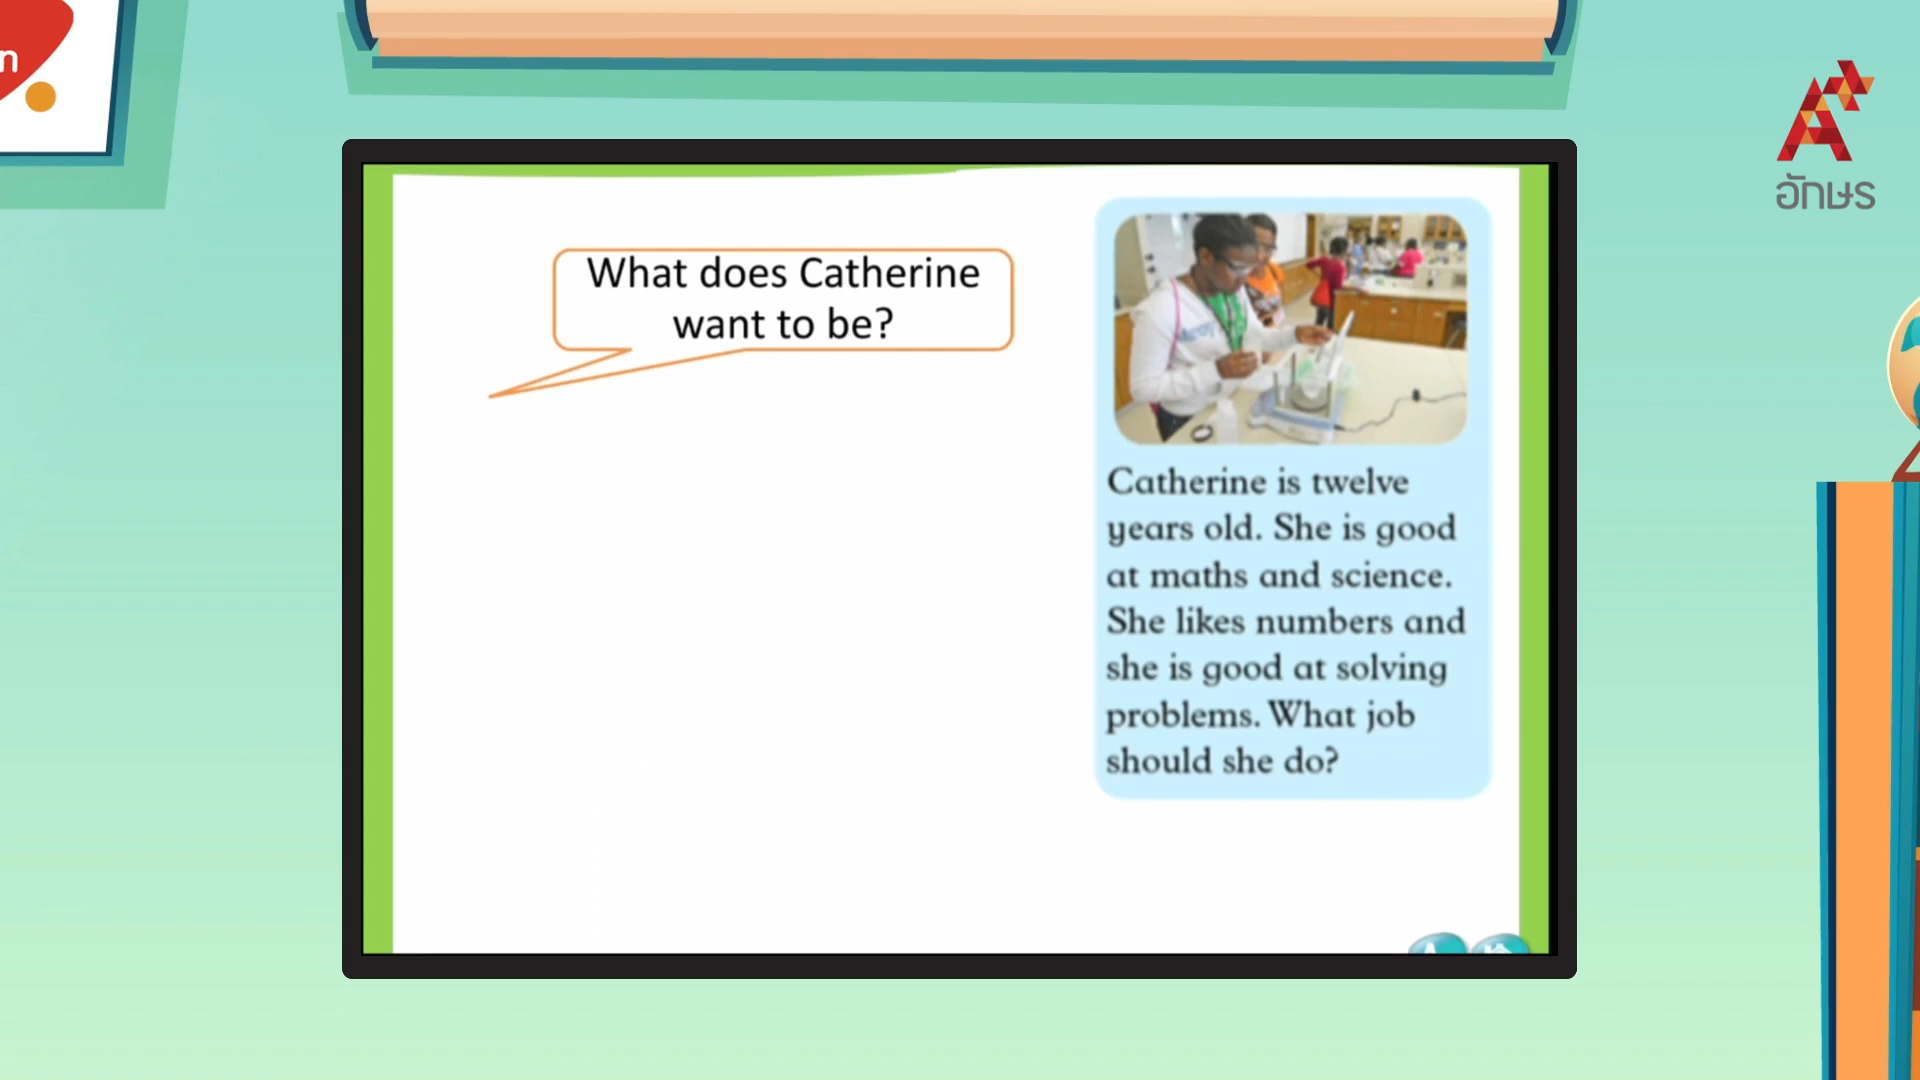 n
อักษร
What does Catherine
want to be?
Catherine is twelve
years old. She is good
at maths and science.
She likes numbers and
she is good at solving
problems. What job
should she do?